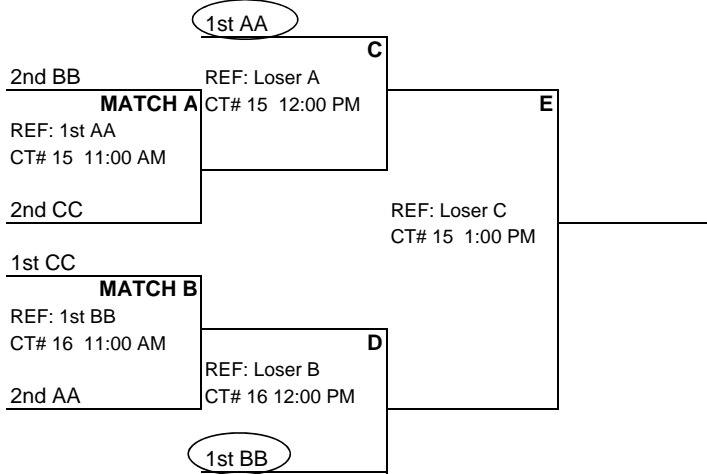 1st AA
C
2nd BB
REF: Loser A
MATCH A
CT# 15 12:00 PM
E
REF: 1st AA
CT# 15 11:00 AM
2nd CC
REF: Loser C
CT# 15 1:00 PM
1st CC
MATCH B
REF: 1st BB
CT# 16 11:00 AM
D
REF: Loser B
2nd AA
CT# 16 12:00 PM
1st BB